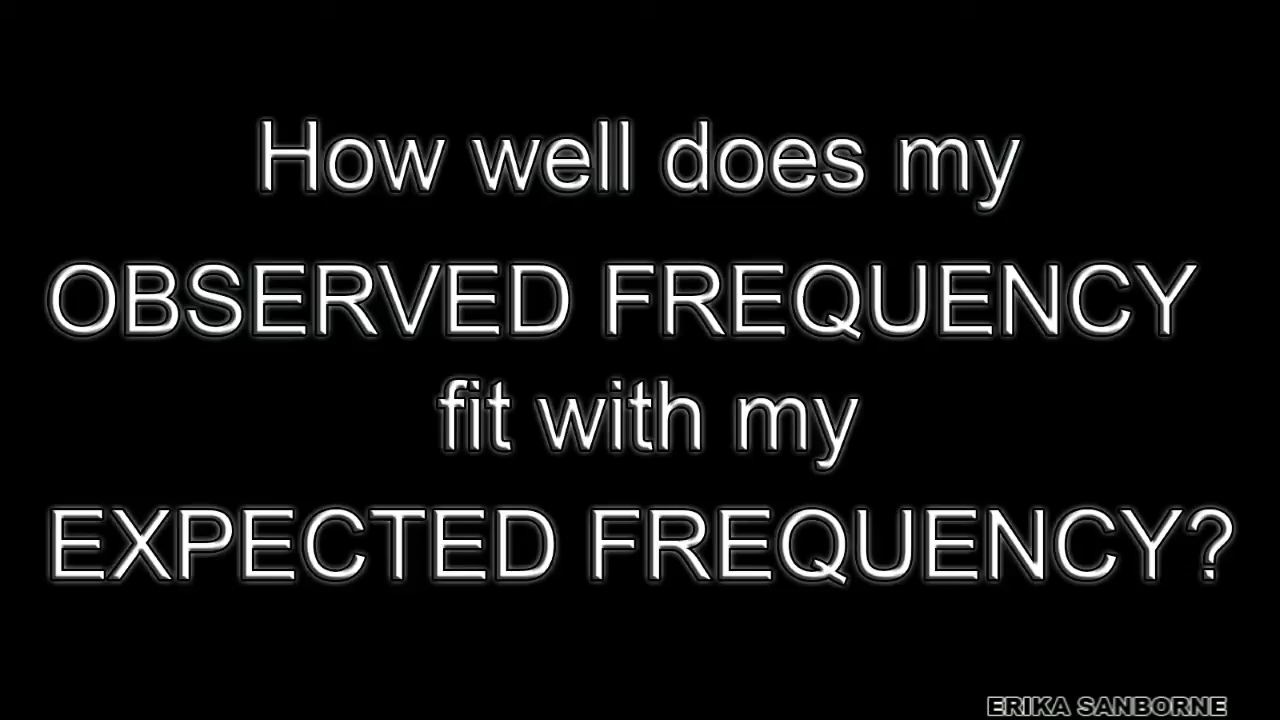 How well does my
OBSERVED FREQUENCY
fit with my
EXPECTED FREQUENCY?
ERIKA SANBORNE